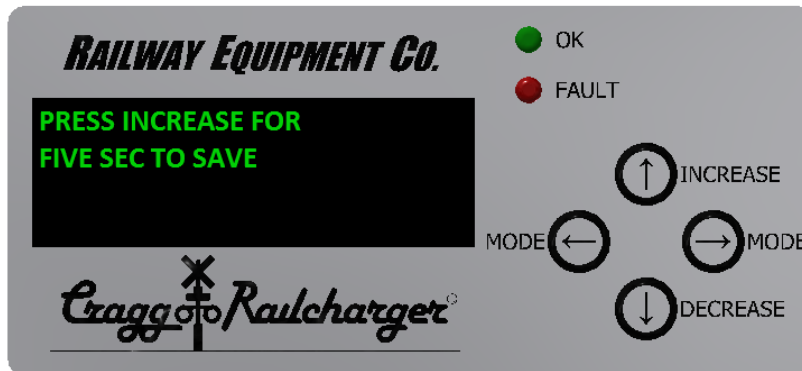 RAILWAY EQUIPMENT CO.
OK
FAULT
PRESS INCREASE FOR
FIVE SEC TO SAVE
INCREASE
MODE
MODE
DECREASE
Cragg Railcharger